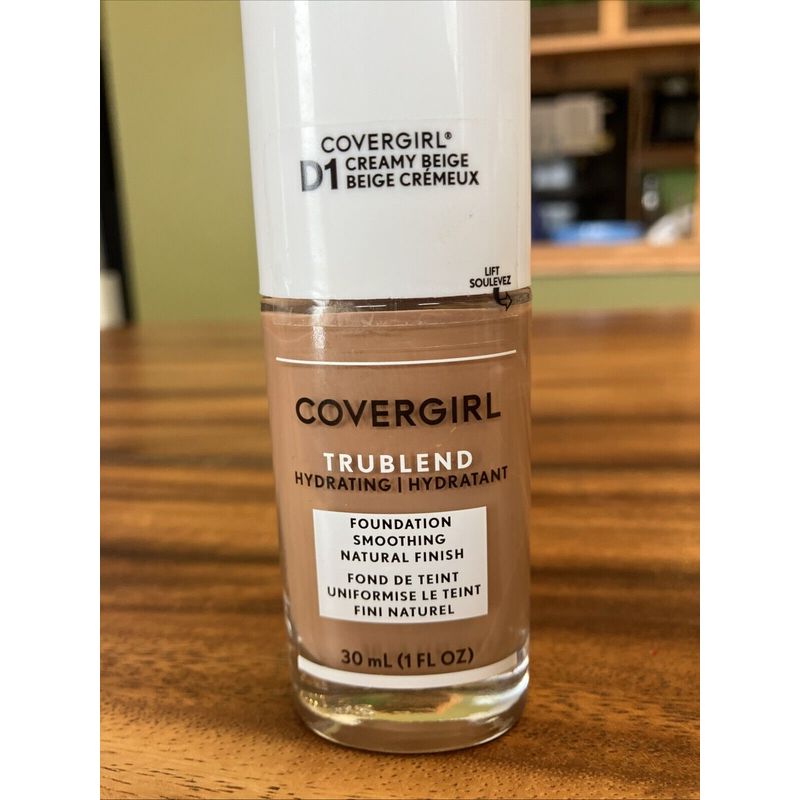 COVERGIRL®
D1 CREAMY BEIGE
BEIGE CRÉMEUX
LIFT
SOULEVEZ
COVERGIRL
TRUBLEND
HYDRATING | HYDRATANT
FOUNDATION
SMOOTHING
NATURAL FINISH
FOND DE TEINT
UNIFORMISE LE TEINT
FINI NATUREL
30 mL (1 FL OZ)